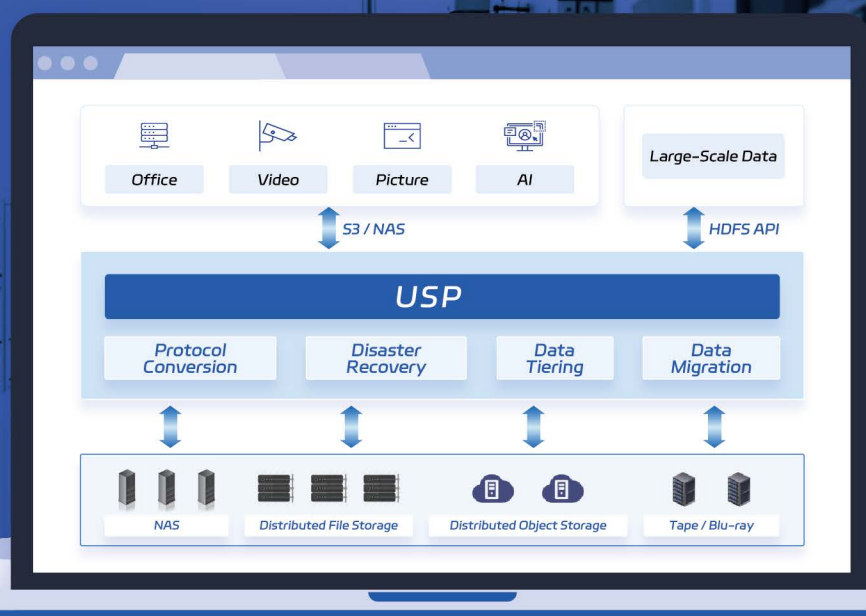 Office
Video
Picture
AI
Large-Scale Data
S3 / NAS
HDFS API
USP
Protocol
Conversion
Disaster
Recovery
Data
Tiering
Data
Migration
NAS
Distributed File Storage
Distributed Object Storage
Tape / Blu-ray